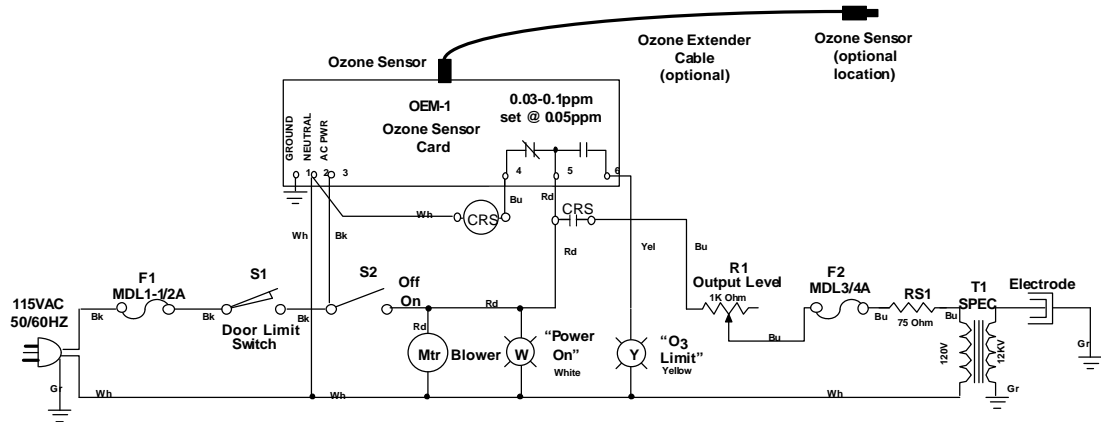 Ozone Sensor
Ozone Extender
Cable
(optional)
Ozone Sensor
(optional
location)
OEM-1
Ozone Sensor
Card
0.03-0.1ppm
set @ 0.05ppm
GROUND
NEUTRAL
AC PWR
1
2
3
4
5
6
Bu
Rd
Wh
CRS
CRS
Wh
Bk
Rd
Yel
Bu
115VAC
50/60HZ
Bk
F1
MDL1-1/2A
Bk
S1
Door Limit
Switch
Bk
S2
Off
On
Rd
Rd
Mtr
Blower
W
“Power
On”
White
Y
“O3
Limit”
Yellow
R1
Output Level
1K Ohm
Bu
F2
MDL3/4A
Bu
RS1
75 Ohm
Bu
T1
SPEC
120V
12KV
Electrode
Gr
Gr
Gr
Wh
Wh
Wh